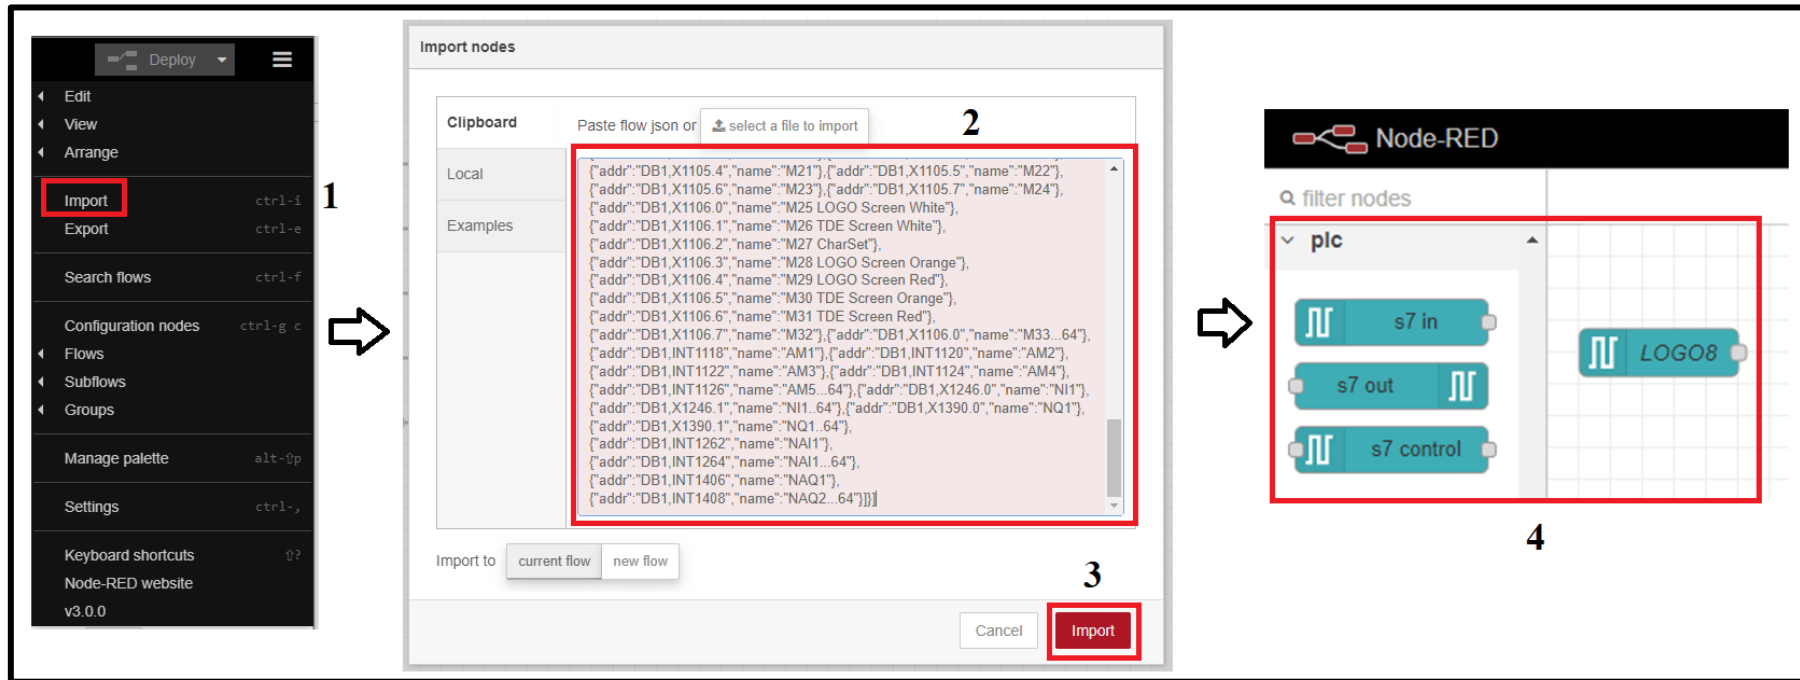 Deploy
Edit
View
Arrange
Import ctrl-i
Export ctrl-e
Search flows ctrl-f
Configuration nodes ctrl-g c
Flows
Subflows
Groups
Manage palette alt-⇧p
Settings ctrl-,
Keyboard shortcuts ⇧?
Node-RED website
v3.0.0
1
Import nodes
Clipboard
Local
Examples
Paste flow json or select a file to import
2
{"addr":"DB1,X1105.4","name":"M21"},{"addr":"DB1,X1105.5","name":"M22"},
{"addr":"DB1,X1105.6","name":"M23"},{"addr":"DB1,X1105.7","name":"M24"},
{"addr":"DB1,X1106.0","name":"M25 LOGO Screen White"},
{"addr":"DB1,X1106.1","name":"M26 TDE Screen White"},
{"addr":"DB1,X1106.2","name":"M27 CharSet"},
{"addr":"DB1,X1106.3","name":"M28 LOGO Screen Orange"},
{"addr":"DB1,X1106.4","name":"M29 LOGO Screen Red"},
{"addr":"DB1,X1106.5","name":"M30 TDE Screen Orange"},
{"addr":"DB1,X1106.6","name":"M31 TDE Screen Red"},
{"addr":"DB1,X1106.7","name":"M32"},{"addr":"DB1,X1106.0","name":"M33...64"},
{"addr":"DB1,INT1118","name":"AM1"},{"addr":"DB1,INT1120","name":"AM2"},
{"addr":"DB1,INT1122","name":"AM3"},{"addr":"DB1,INT1124","name":"AM4"},
{"addr":"DB1,INT1126","name":"AM5...64"},{"addr":"DB1,X1246.0","name":"NI1"},
{"addr":"DB1,X1246.1","name":"NI1..64"},{"addr":"DB1,X1390.0","name":"NQ1"},
{"addr":"DB1,X1390.1","name":"NQ1..64"},
{"addr":"DB1,INT1262","name":"NAI1"},
{"addr":"DB1,INT1264","name":"NAI1...64"},
{"addr":"DB1,INT1406","name":"NAQ1"},
{"addr":"DB1,INT1408","name":"NAQ2...64"}]}]
Import to current flow new flow
3
Cancel Import
Node-RED
filter nodes
plc
s7 in
s7 out
s7 control
LOGO8
4